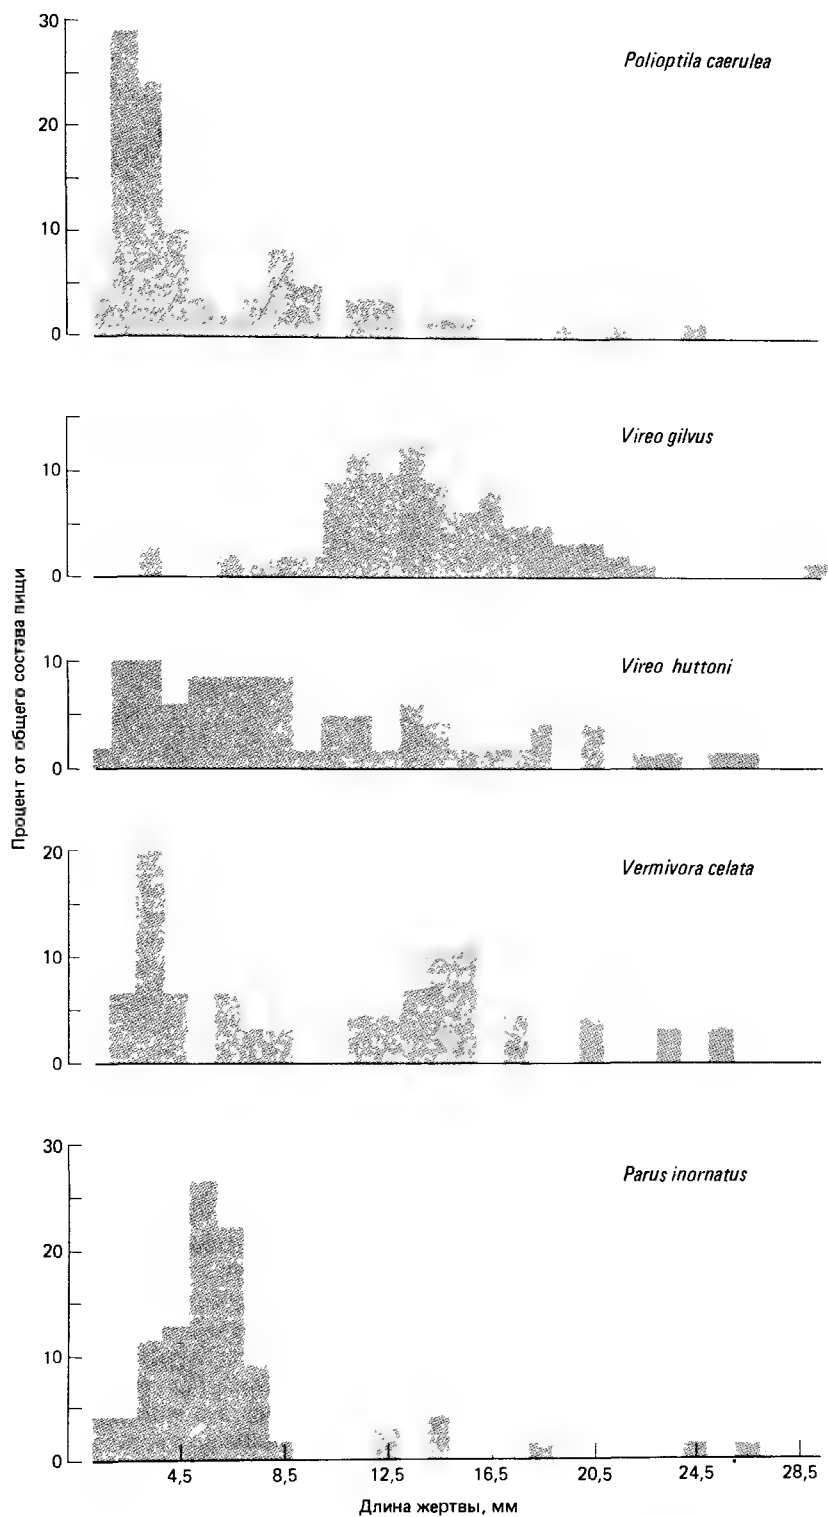 30
20
10
0
Polioptila caerulea
10
0
Vireo gilvus
10
0
Vireo huttoni
20
10
0
Vermivora celata
30
20
10
0
Parus inornatus
Процент от общего состава пищи
4,5 8,5 12,5 16,5 20,5 24,5 28,5
Длина жертвы, мм